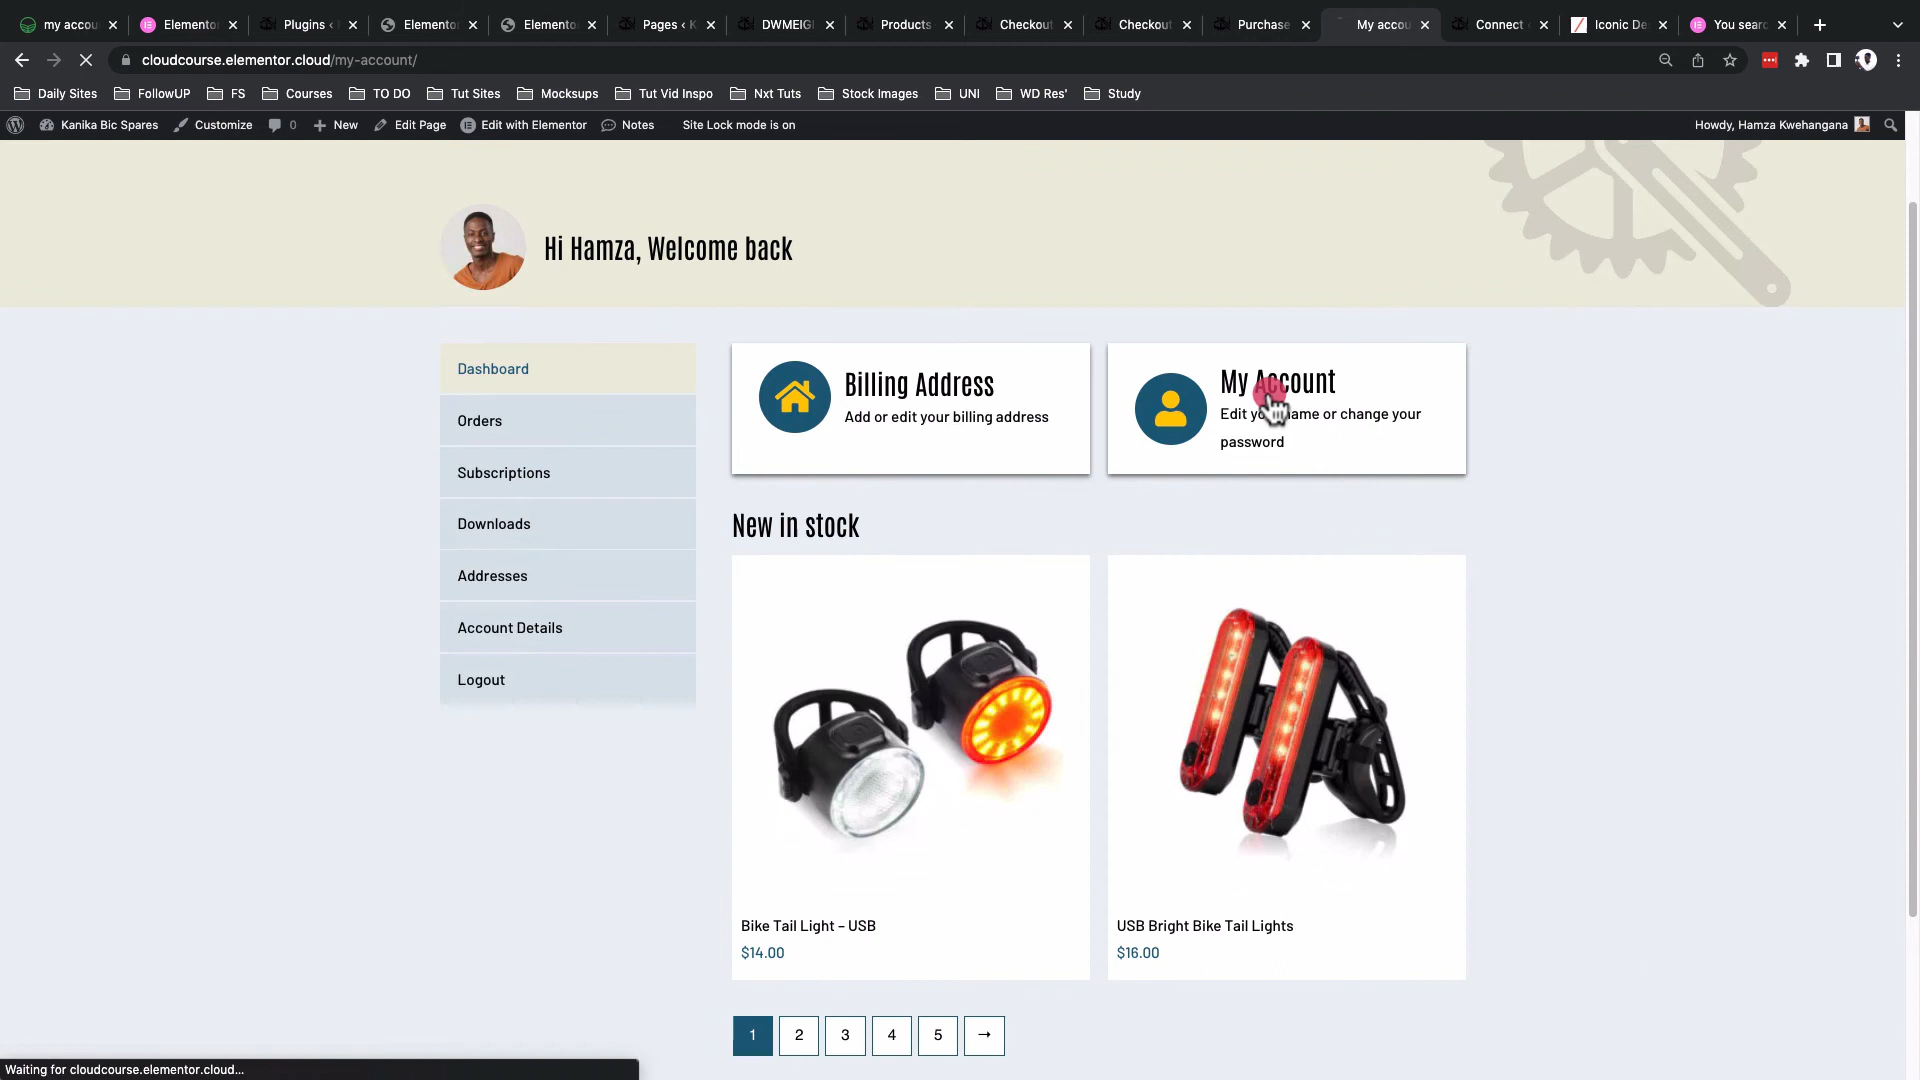 my accou
Elemento
Plugins ‹
Elemento
Elemento
Pages ‹ K
DWMEIG
Products
Checkout
Checkout
Purchase
My accou
Connect ‹
Iconic De
You sear
cloudcourse.elementor.cloud/my-account/
Daily Sites
FollowUP
FS
Courses
TO DO
Tut Sites
Mocksups
Tut Vid Inspo
Nxt Tuts
Stock Images
UNI
WD Res'
Study
Kanika Bic Spares
Customize
0
New
Edit Page
Edit with Elementor
Notes
Site Lock mode is on
Howdy, Hamza Kwehangana
Hi Hamza, Welcome back
Dashboard
Orders
Subscriptions
Downloads
Addresses
Account Details
Logout
Billing Address
Add or edit your billing address
My Account
Edit your name or change your
password
New in stock
Bike Tail Light – USB
$14.00
USB Bright Bike Tail Lights
$16.00
1 2 3 4 5 →
Waiting for cloudcourse.elementor.cloud...